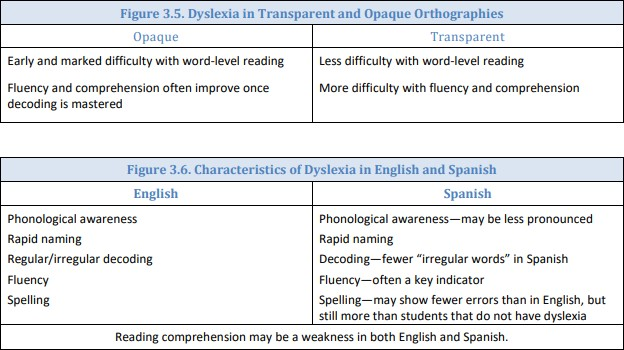 Figure 3.5. Dyslexia in Transparent and Opaque Orthographies
Opaque
Transparent
Early and marked difficulty with word-level reading
Less difficulty with word-level reading
Fluency and comprehension often improve once
decoding is mastered
More difficulty with fluency and comprehension
Figure 3.6. Characteristics of Dyslexia in English and Spanish
English
Spanish
Phonological awareness
Phonological awareness—may be less pronounced
Rapid naming
Rapid naming
Regular/irregular decoding
Decoding—fewer “irregular words” in Spanish
Fluency
Fluency—often a key indicator
Spelling
Spelling—may show fewer errors than in English, but
still more than students that do not have dyslexia
Reading comprehension may be a weakness in both English and Spanish.